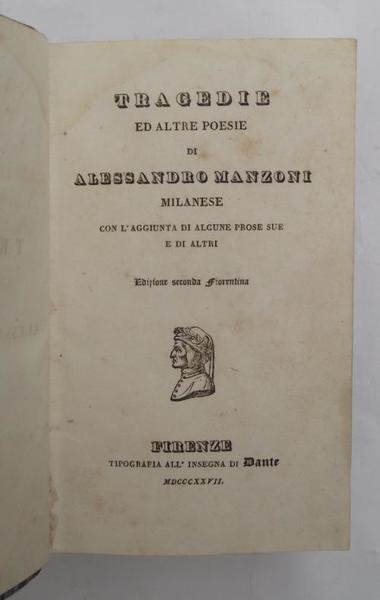 TRAGEDIE
ED ALTRE POESIE
DI
ALESSANDRO MANZONI
MILANESE
CON L'AGGIUNTA DI ALCUNE PROSE SUE
E DI ALTRI
Edizione seconda Fiorentina
FIRENZE
TIPOGRAFIA ALL' INSEGNA DI Dante
MDCCCXXVII.